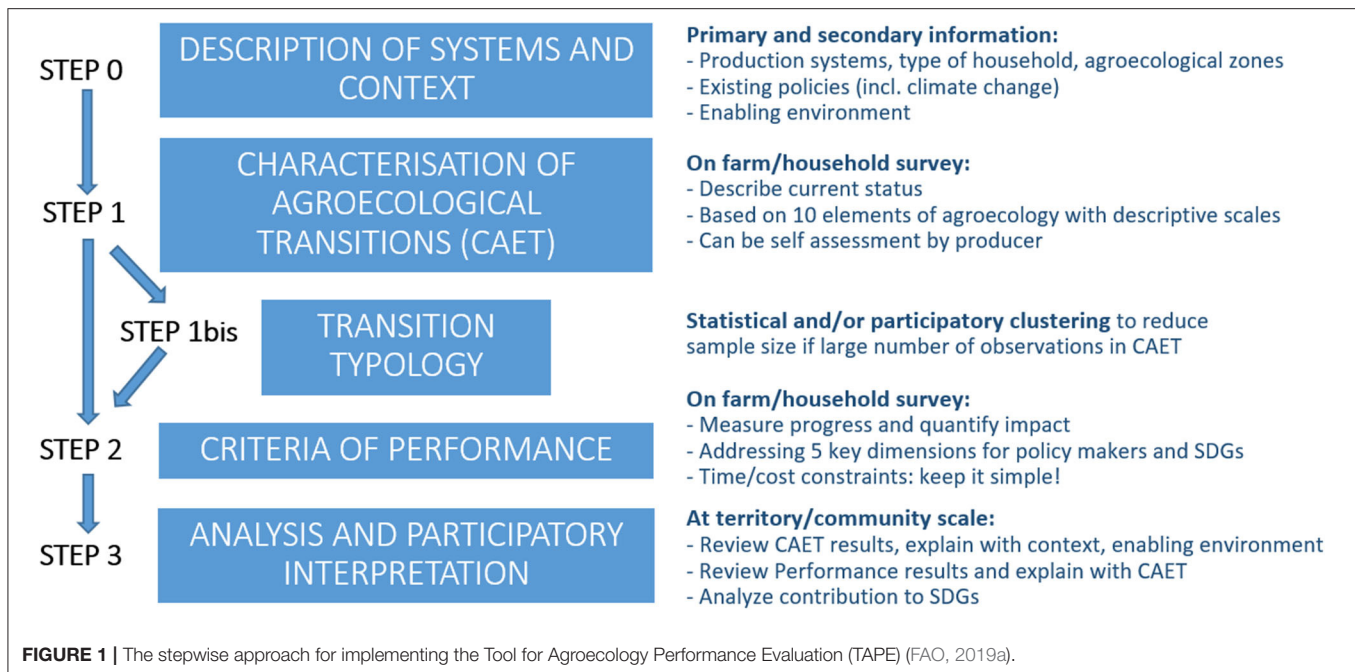 STEP 0
DESCRIPTION OF SYSTEMS AND
CONTEXT
Primary and secondary information:
- Production systems, type of household, agroecological zones
- Existing policies (incl. climate change)
- Enabling environment
STEP 1
CHARACTERISATION OF
AGROECOLOGICAL
TRANSITIONS (CAET)
On farm/household survey:
- Describe current status
- Based on 10 elements of agroecology with descriptive scales
- Can be self assessment by producer
STEP 1bis
TRANSITION
TYPOLOGY
Statistical and/or participatory clustering to reduce
sample size if large number of observations in CAET
STEP 2
CRITERIA OF PERFORMANCE
On farm/household survey:
- Measure progress and quantify impact
- Addressing 5 key dimensions for policy makers and SDGs
- Time/cost constraints: keep it simple!
STEP 3
ANALYSIS AND PARTICIPATORY
INTERPRETATION
At territory/community scale:
- Review CAET results, explain with context, enabling environment
- Review Performance results and explain with CAET
- Analyze contribution to SDGs
FIGURE 1 | The stepwise approach for implementing the Tool for Agroecology Performance Evaluation (TAPE) (FAO, 2019a).